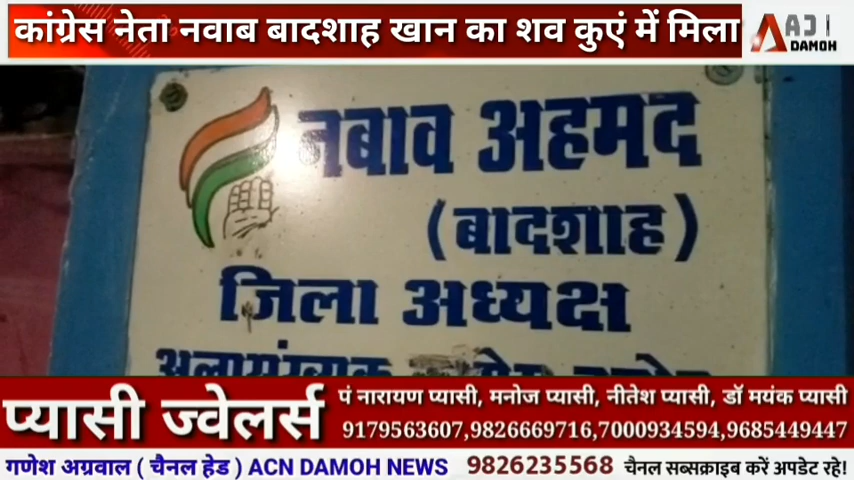 कांग्रेस नेता नवाब बादशाह खान का शव कुएं में मिला
DAMOH
नबाव अहमद
(बादशाह)
जिला अध्यक्ष
प्यासी ज्वेलर्स
पं नारायण प्यासी, मनोज प्यासी, नीतेश प्यासी, डॉ मयंक प्यासी
9179563607,9826669716,7000934594,9685449447
गणेश अग्रवाल ( चैनल हेड ) ACN DAMOH NEWS 9826235568 चैनल सब्सक्राइब करें अपडेट रहे!